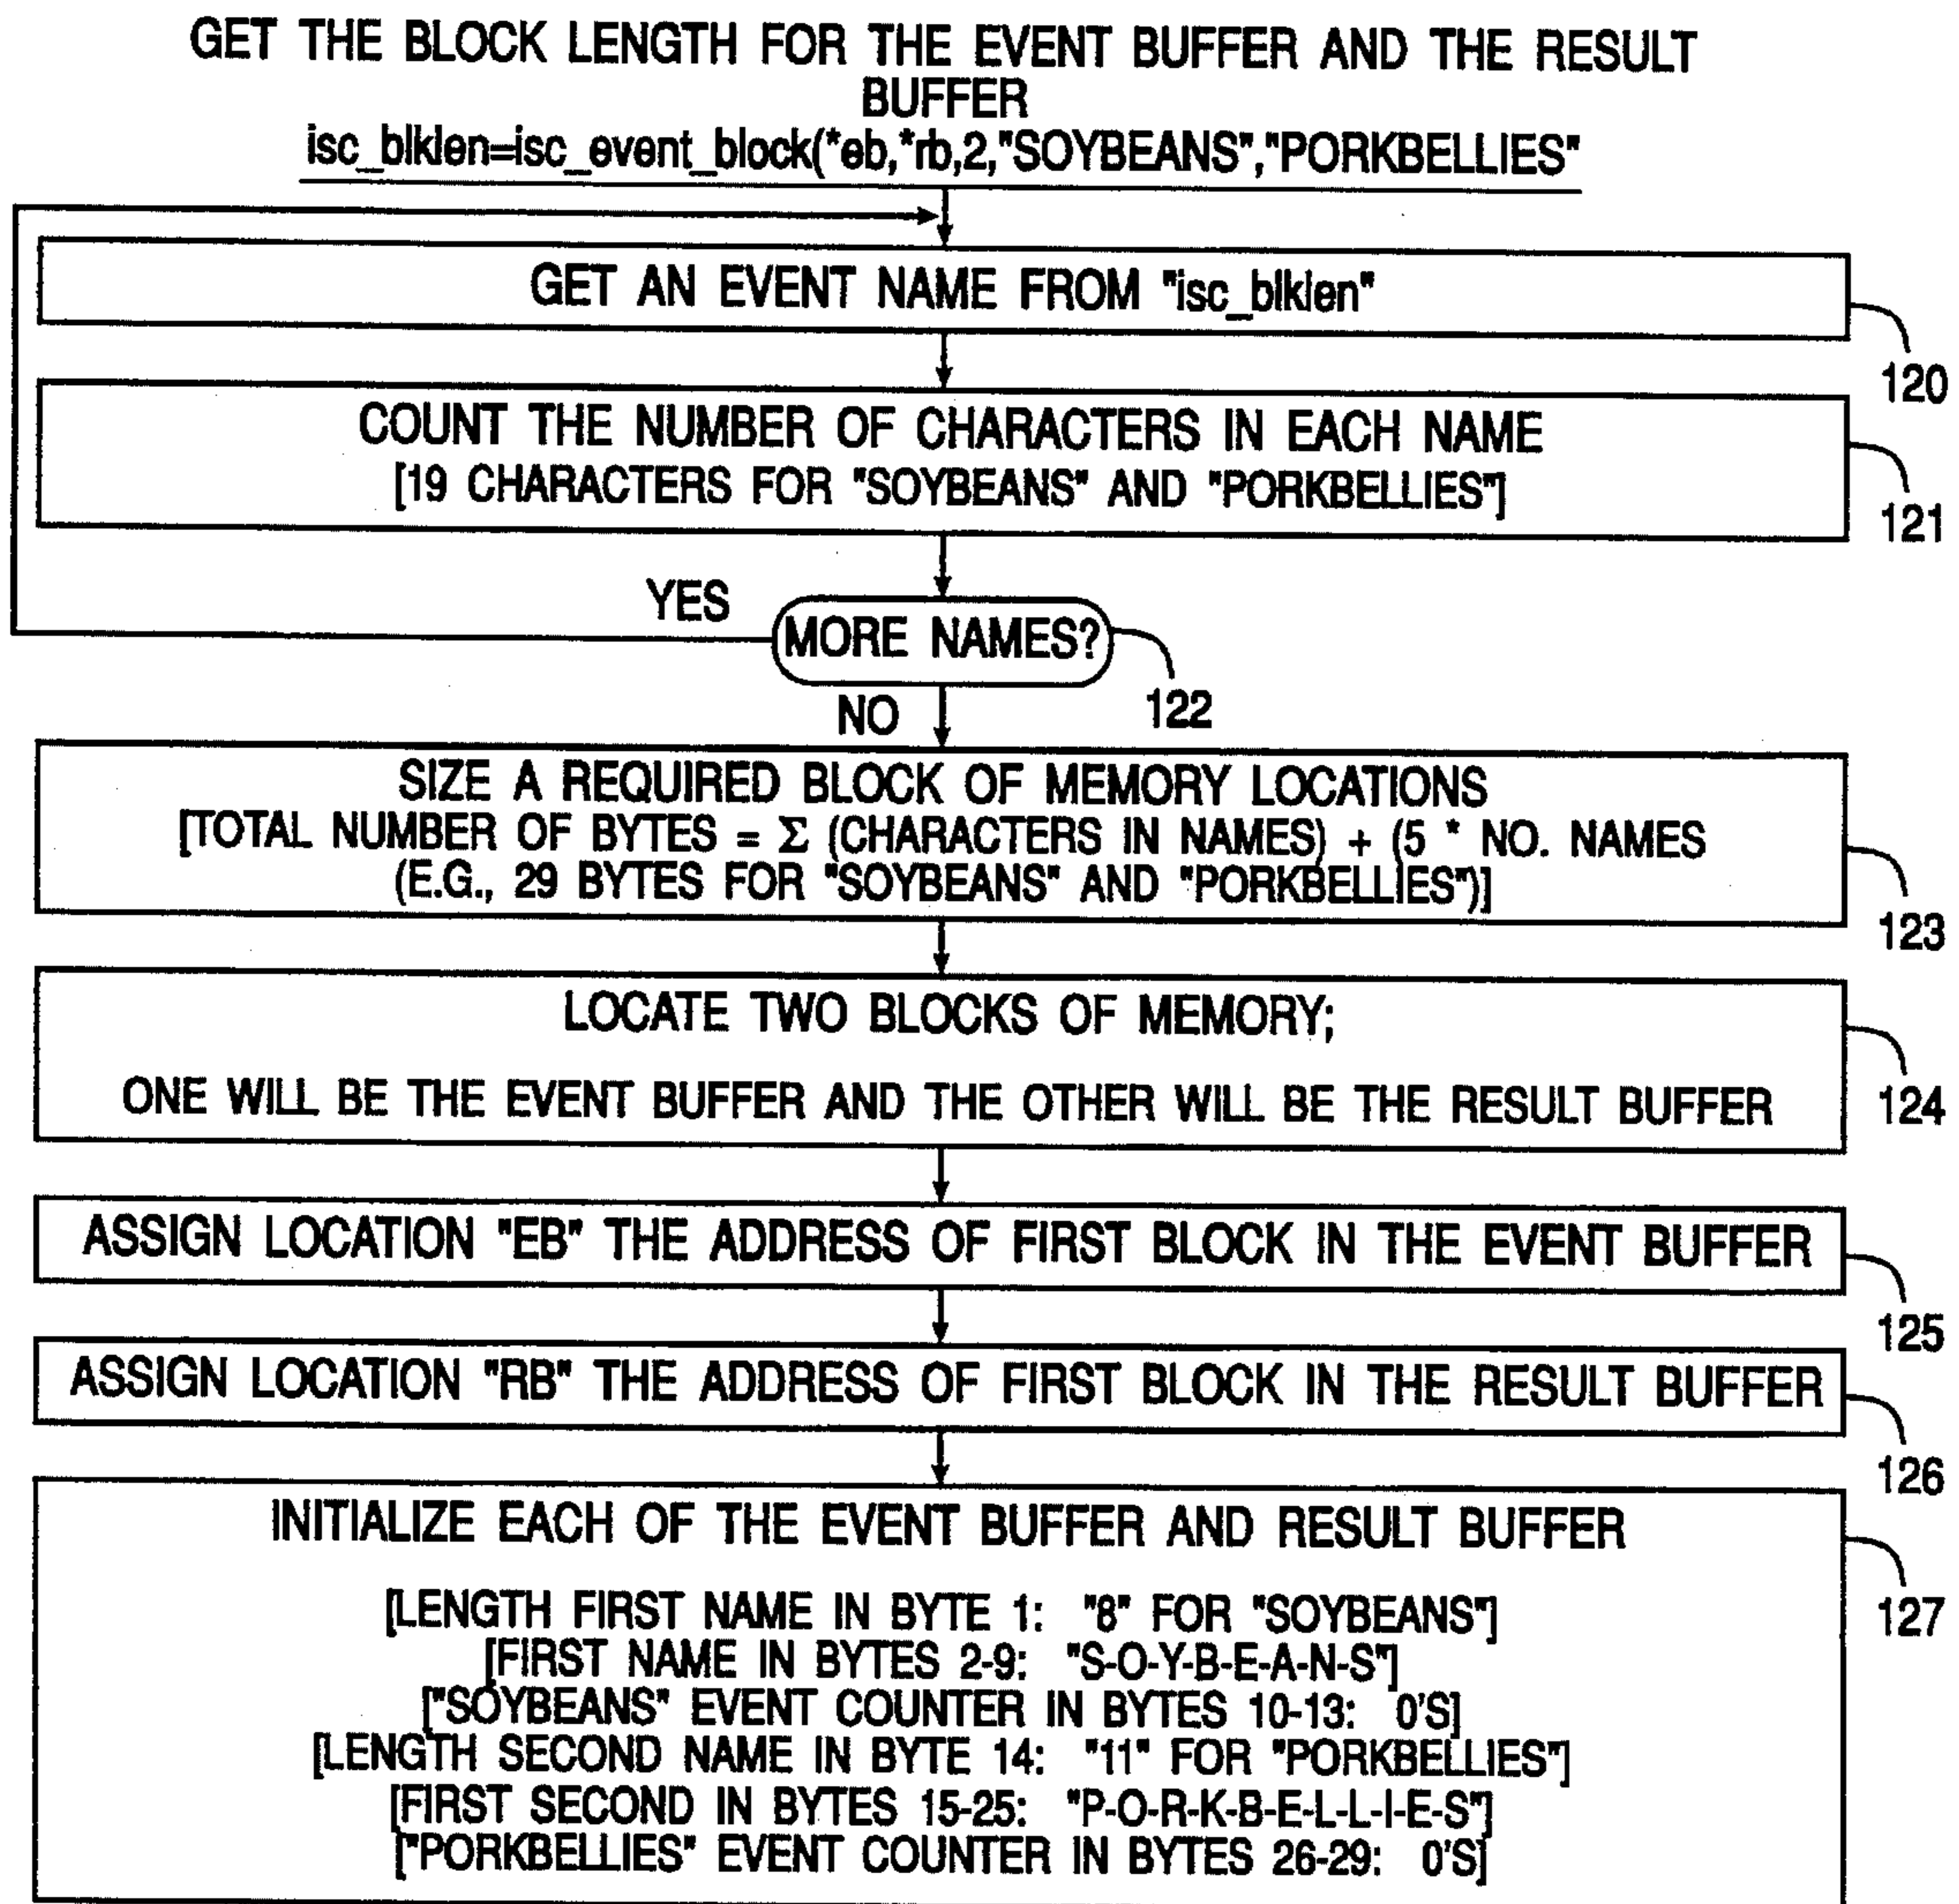 GET THE BLOCK LENGTH FOR THE EVENT BUFFER AND THE RESULT
BUFFER
isc_blklen=isc_event_block(*eb,*rb,2,"SOYBEANS","PORKBELLIES"
GET AN EVENT NAME FROM "isc_blklen"
120
COUNT THE NUMBER OF CHARACTERS IN EACH NAME
[19 CHARACTERS FOR "SOYBEANS" AND "PORKBELLIES"]
121
YES
MORE NAMES?
122
NO
SIZE A REQUIRED BLOCK OF MEMORY LOCATIONS
[TOTAL NUMBER OF BYTES = Σ (CHARACTERS IN NAMES) + (5 * NO. NAMES
(E.G., 29 BYTES FOR "SOYBEANS" AND "PORKBELLIES")]
123
LOCATE TWO BLOCKS OF MEMORY;
ONE WILL BE THE EVENT BUFFER AND THE OTHER WILL BE THE RESULT BUFFER
124
ASSIGN LOCATION "EB" THE ADDRESS OF FIRST BLOCK IN THE EVENT BUFFER
125
ASSIGN LOCATION "RB" THE ADDRESS OF FIRST BLOCK IN THE RESULT BUFFER
126
INITIALIZE EACH OF THE EVENT BUFFER AND RESULT BUFFER
127
[LENGTH FIRST NAME IN BYTE 1: "8" FOR "SOYBEANS"]
[FIRST NAME IN BYTES 2-9: "S-O-Y-B-E-A-N-S"]
["SOYBEANS" EVENT COUNTER IN BYTES 10-13: 0'S]
[LENGTH SECOND NAME IN BYTE 14: "11" FOR "PORKBELLIES"]
[FIRST SECOND IN BYTES 15-25: "P-O-R-K-B-E-L-L-I-E-S"]
["PORKBELLIES" EVENT COUNTER IN BYTES 26-29: 0'S]